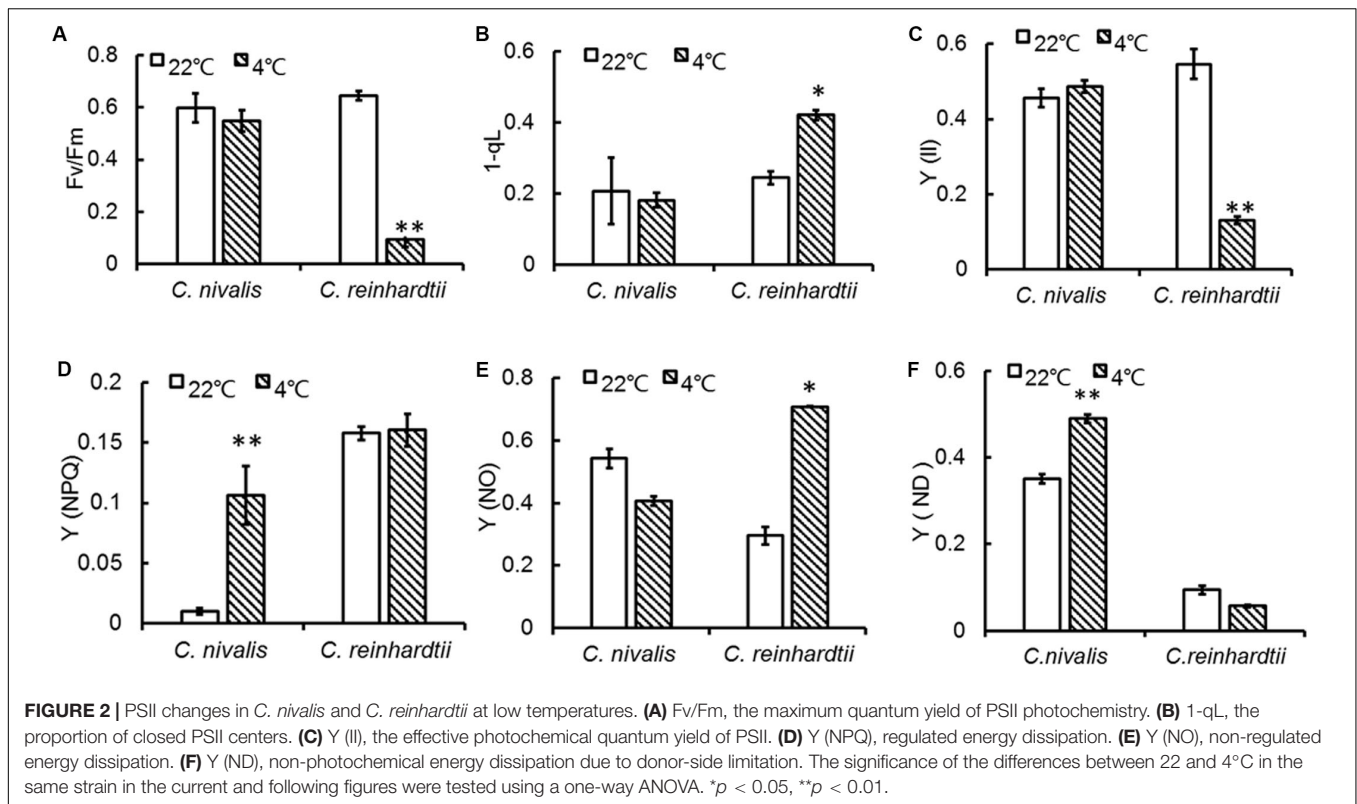 A
22°C 4°C
0.8
0.6
0.4
0.2
0
Fv/Fm
**
C. nivalis C. reinhardtii
B
22°C 4°C
0.6
0.4
0.2
0
1-qL
*
C. nivalis C. reinhardtii
C
22°C 4°C
0.6
0.4
0.2
0
Y (II)
**
C. nivalis C. reinhardtii
D
22°C 4°C
0.2
0.15
0.1
0.05
0
Y (NPQ)
**
C. nivalis C. reinhardtii
E
22°C 4°C
0.8
0.6
0.4
0.2
0
Y (NO)
*
C. nivalis C. reinhardtii
F
22°C 4°C
0.6
0.4
0.2
0
Y ( ND )
**
C.nivalis C.reinhardtii
FIGURE 2 | PSII changes in C. nivalis and C. reinhardtii at low temperatures. (A) Fv/Fm, the maximum quantum yield of PSII photochemistry. (B) 1-qL, the
proportion of closed PSII centers. (C) Y (II), the effective photochemical quantum yield of PSII. (D) Y (NPQ), regulated energy dissipation. (E) Y (NO), non-regulated
energy dissipation. (F) Y (ND), non-photochemical energy dissipation due to donor-side limitation. The significance of the differences between 22 and 4°C in the
same strain in the current and following figures were tested using a one-way ANOVA. *p < 0.05, **p < 0.01.